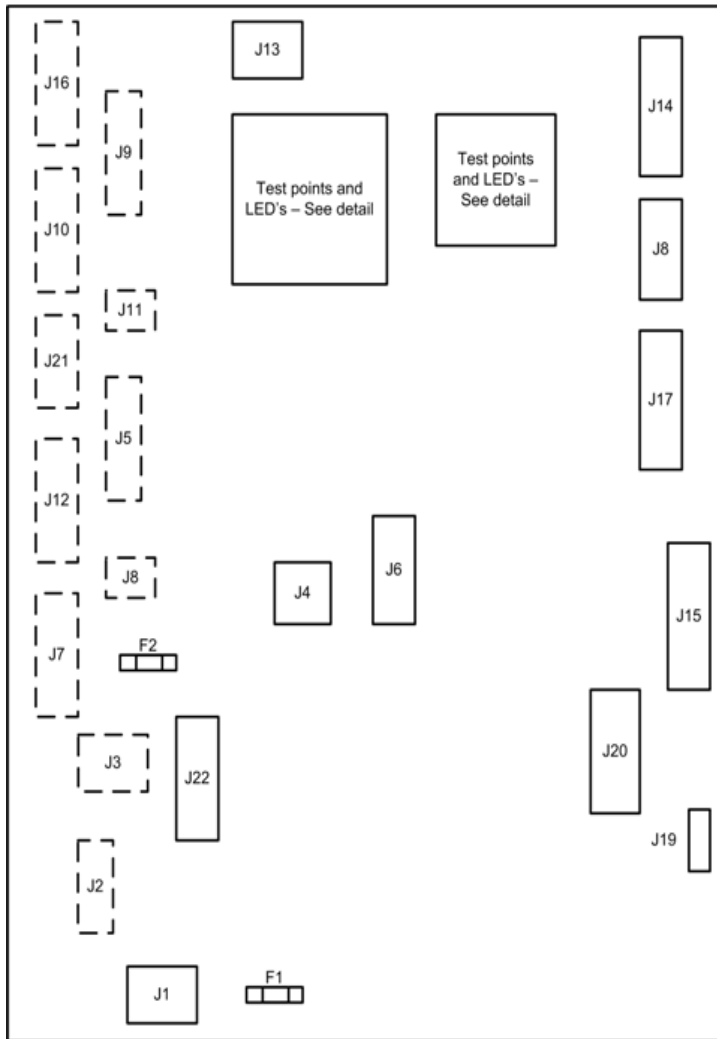 J13
J16
J14
J9
Test points and
LED's – See detail
Test points
and LED's –
See detail
J10
J8
J11
J21
J17
J5
J12
J8
J4
J6
J15
F2
J7
J3
J22
J20
J19
J2
F1
J1